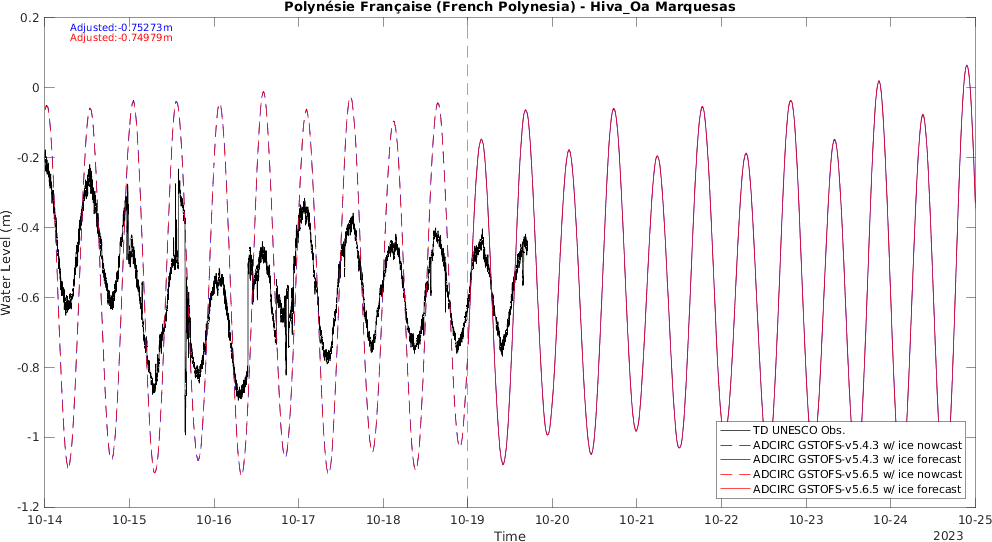 Polynésie Française (French Polynesia) - Hiva_Oa Marquesas
Adjusted:-0.75273m
Adjusted:-0.74979m
0.2
0
-0.2
-0.4
-0.6
-0.8
-1
-1.2
Water Level (m)
TD UNESCO Obs.
ADCIRC GSTOFS-v5.4.3 w/ ice nowcast
ADCIRC GSTOFS-v5.4.3 w/ ice forecast
ADCIRC GSTOFS-v5.6.5 w/ ice nowcast
ADCIRC GSTOFS-v5.6.5 w/ ice forecast
10-14 10-15 10-16 10-17 10-18 10-19 10-20 10-21 10-22 10-23 10-24 10-25
Time
2023